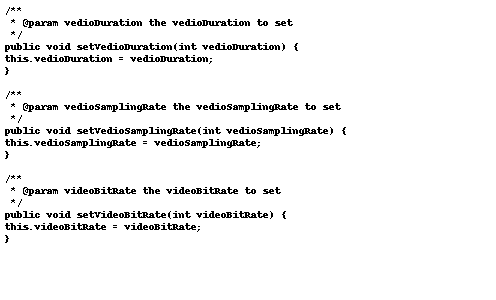 /**
 * @param vedioDuration the vedioDuration to set
 */
public void setVedioDuration(int vedioDuration) {
this.vedioDuration = vedioDuration;
}
/**
 * @param vedioSamplingRate the vedioSamplingRate to set
 */
public void setVedioSamplingRate(int vedioSamplingRate) {
this.vedioSamplingRate = vedioSamplingRate;
}
/**
 * @param videoBitRate the videoBitRate to set
 */
public void setVideoBitRate(int videoBitRate) {
this.videoBitRate = videoBitRate;
}